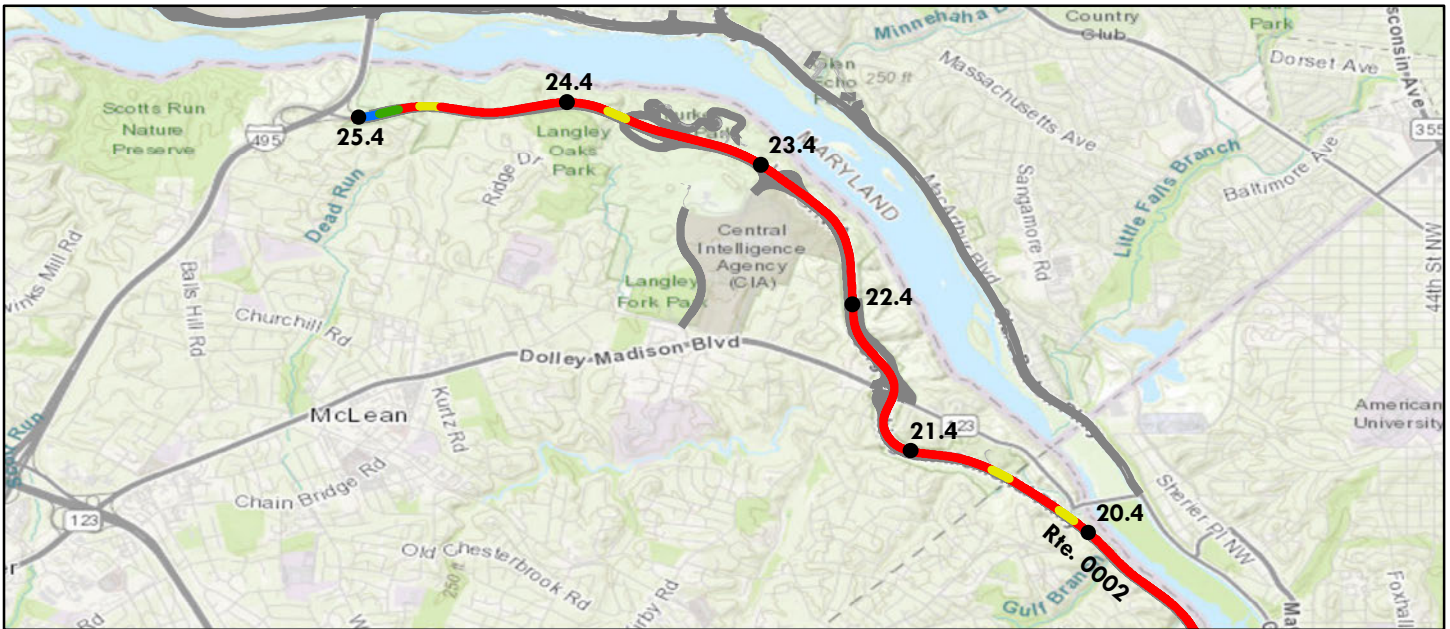 Minnehaha
Country
Club
Park
Dorset Ave
Glen
Echo
250 ft
Massachusetts Ave
355
24.4
25.4
Scotts Run
Nature
Preserve
495
Langley
Oaks
Park
Ridge Dr
Dead Run
23.4
MARYLAND
MacArthur Blvd
Sangamore Rd
Little Falls Branch
Baltimore Ave
44th St NW
Central
Intelligence
Agency
(CIA)
Langley
Fork Park
22.4
Balls Hill Rd
Churchill Rd
Dolley Madison Blvd
McLean
Kurtz Rd
Chain Bridge Rd
123
21.4
American
University
20.4
Rte. 0002
Sherier Pl NW
Old Chesterbrook Rd
250 ft
Gulf Bran
Foxhall
Rd